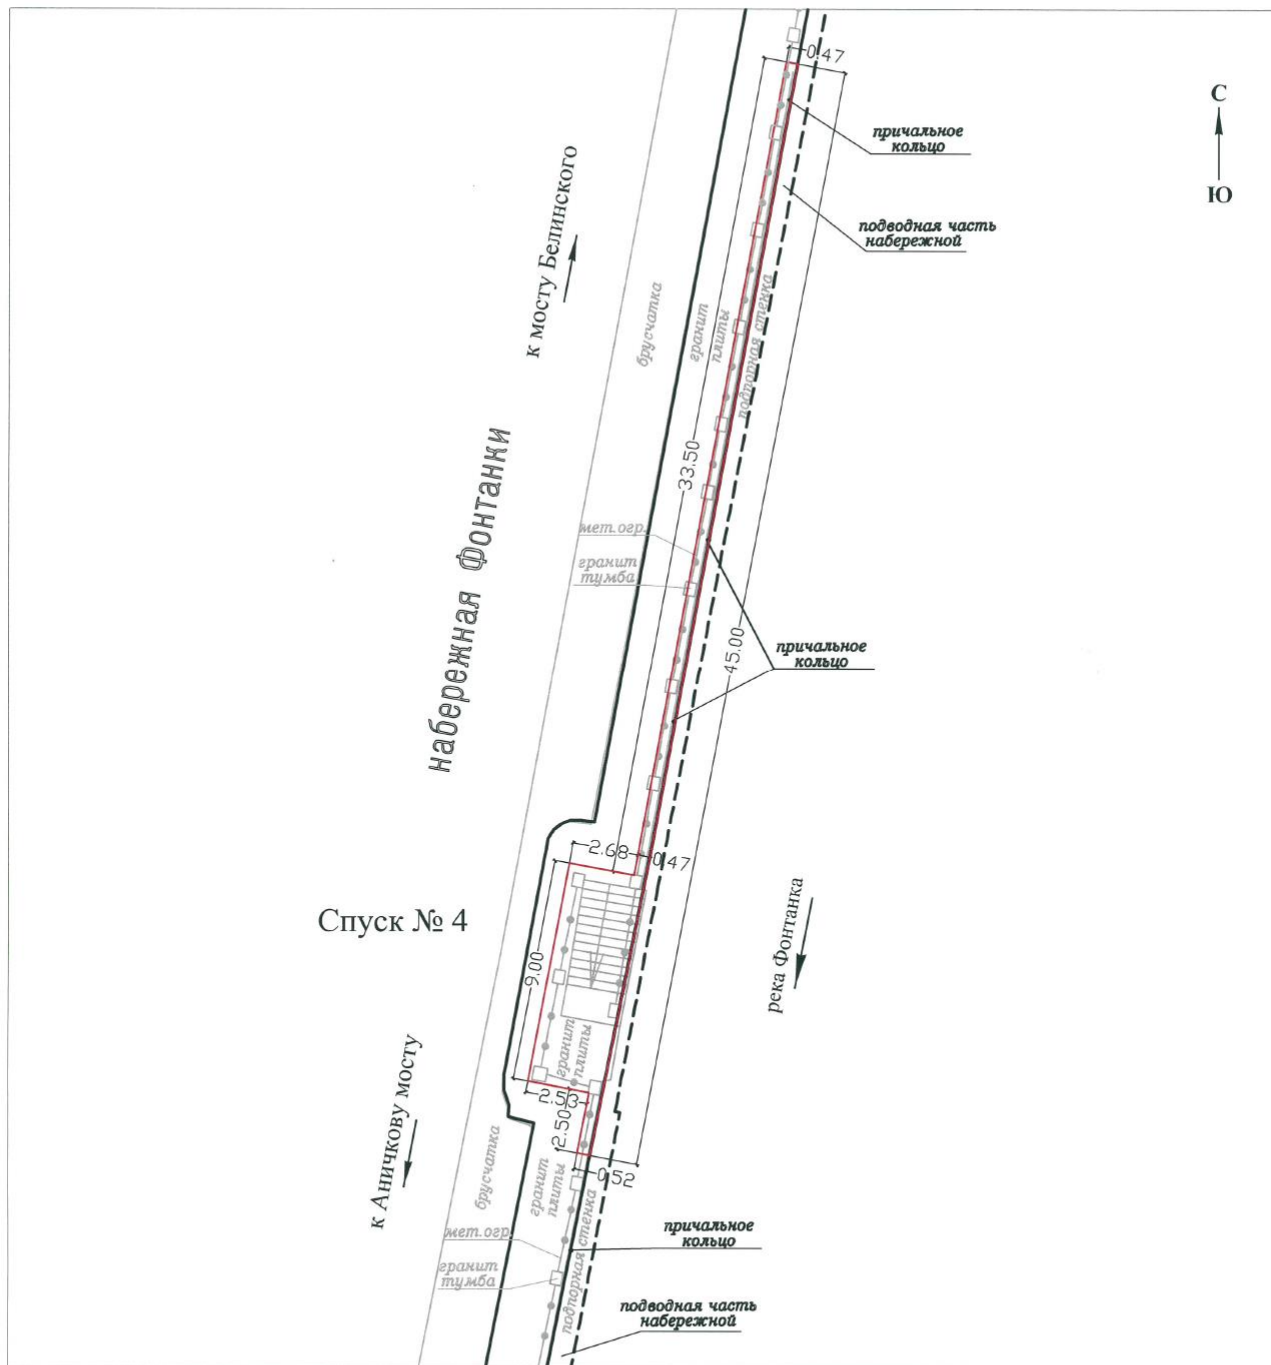 0.47
С
Ю
причальное
кольцо
подводная часть
набережной
к мосту Белинского
брусчатка
гранит
плиты
подпорная стенка
набережная Фонтанки
33.50
мет.огр.
гранит
тумба
45.00
причальное
кольцо
2.68
0.47
Спуск № 4
река Фонтанка
9.00
гранит
плиты
2.53
2.50
0.52
к Аничкову мосту
брусчатка
гранит
плиты
подпорная стенка
мет.огр.
гранит
тумба
причальное
кольцо
подводная часть
набережной